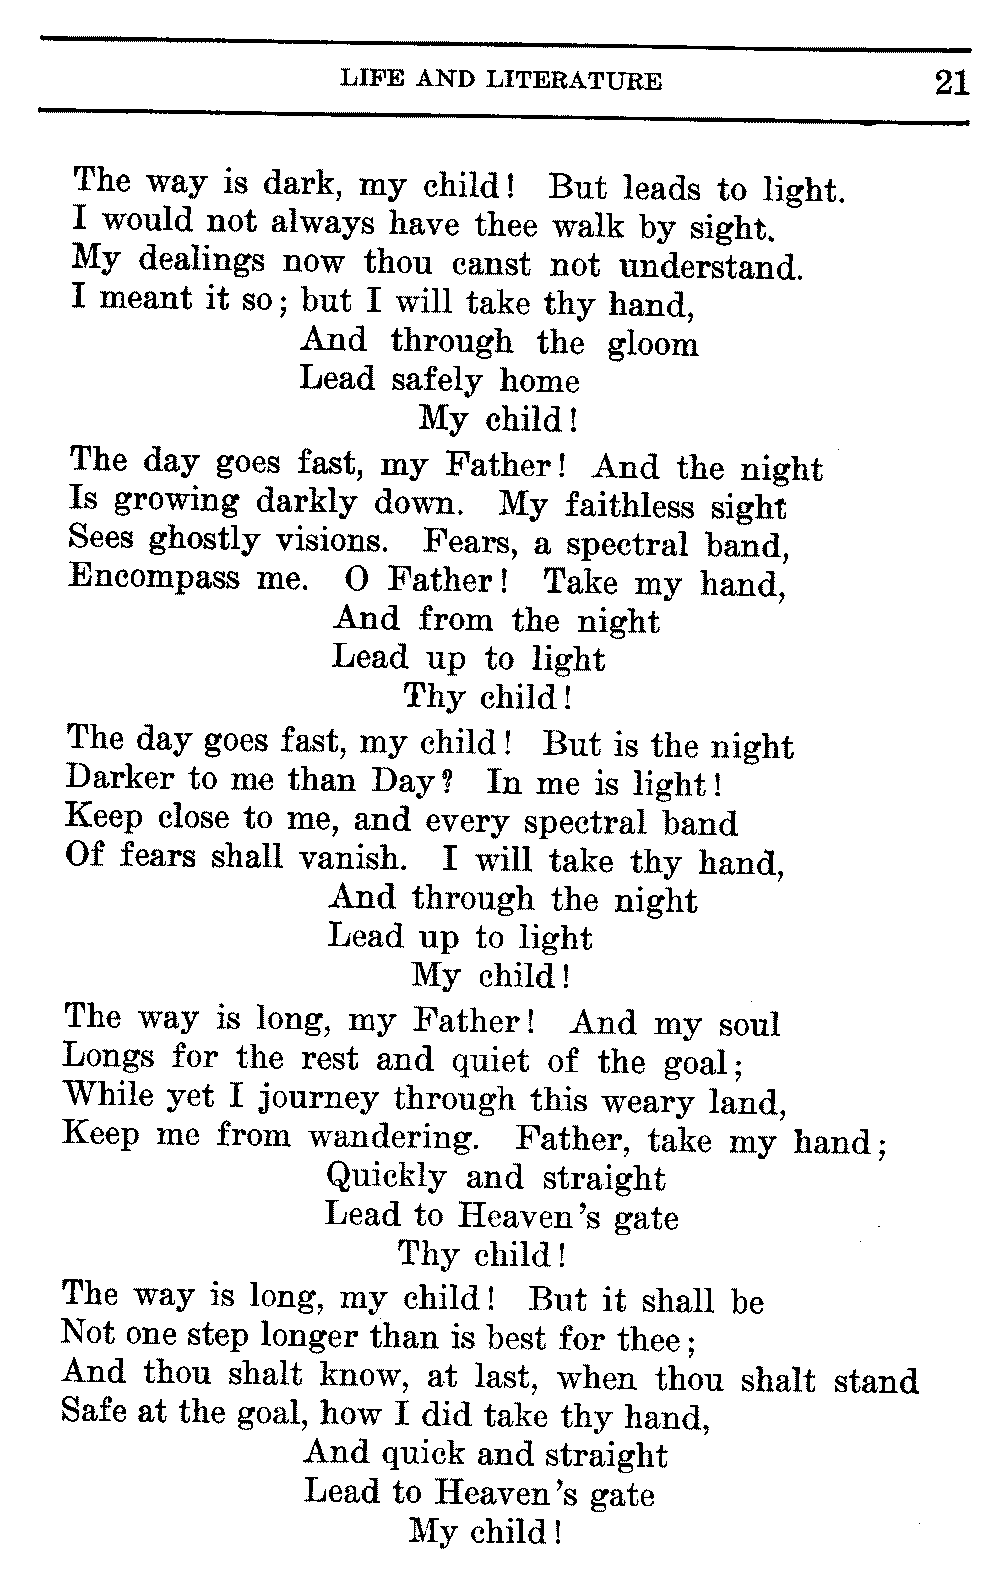 LIFE AND LITERATURE 21
The way is dark, my child! But leads to light.
I would not always have thee walk by sight.
My dealings now thou canst not understand.
I meant it so; but I will take thy hand,
And through the gloom
Lead safely home
My child!
The day goes fast, my Father! And the night
Is growing darkly down. My faithless sight
Sees ghostly visions. Fears, a spectral band,
Encompass me. O Father! Take my hand,
And from the night
Lead up to light
Thy child!
The day goes fast, my child! But is the night
Darker to me than Day? In me is light!
Keep close to me, and every spectral band
Of fears shall vanish. I will take thy hand,
And through the night
Lead up to light
My child!
The way is long, my Father! And my soul
Longs for the rest and quiet of the goal;
While yet I journey through this weary land,
Keep me from wandering. Father, take my hand;
Quickly and straight
Lead to Heaven's gate
Thy child!
The way is long, my child! But it shall be
Not one step longer than is best for thee;
And thou shalt know, at last, when thou shalt stand
Safe at the goal, how I did take thy hand,
And quick and straight
Lead to Heaven's gate
My child!